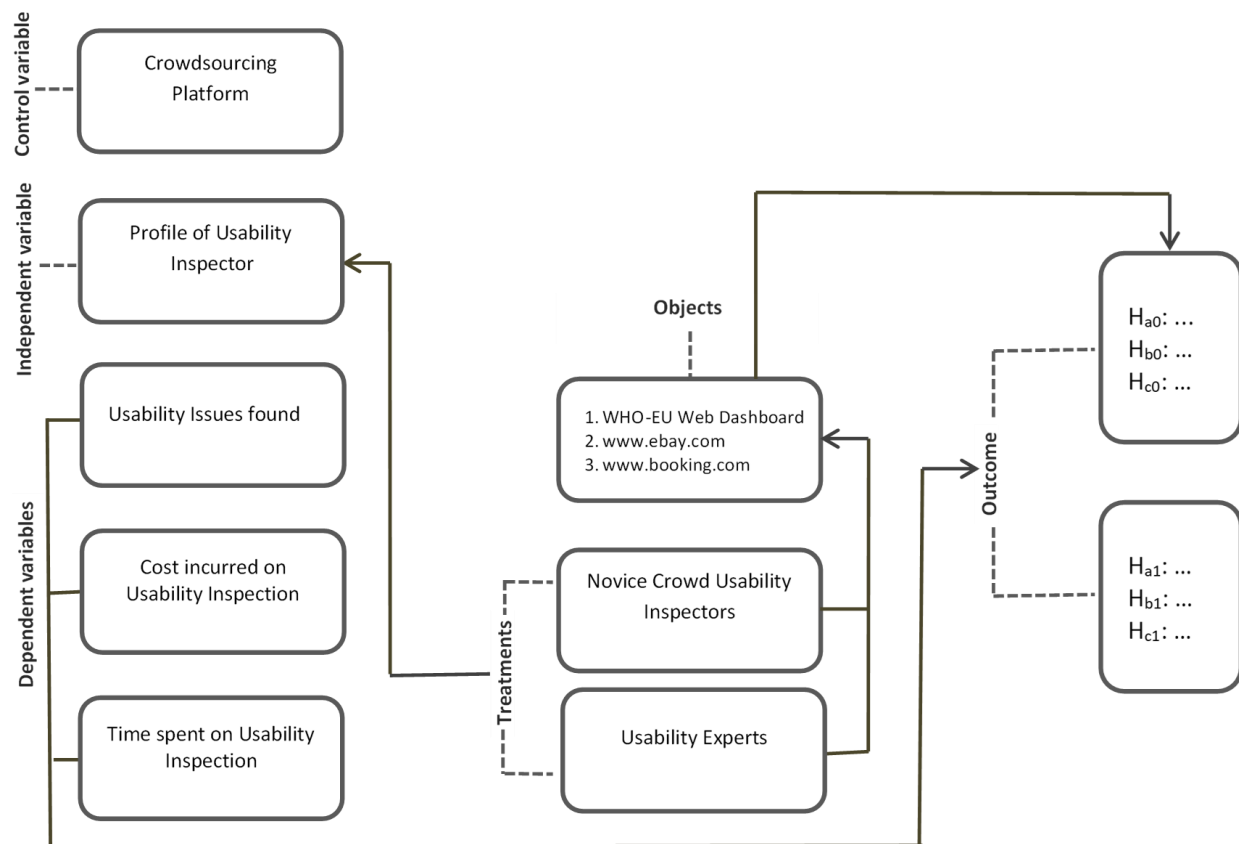 Control variable
Crowdsourcing
Platform
Independent variable
Profile of Usability
Inspector
Dependent variables
Usability Issues found
Cost incurred on
Usability Inspection
Time spent on Usability
Inspection
Objects
1. WHO-EU Web Dashboard
2. www.ebay.com
3. www.booking.com
Treatments
Novice Crowd Usability
Inspectors
Usability Experts
Outcome
Ha0: ...
Hb0: ...
Hc0: ...
Ha1: ...
Hb1: ...
Hc1: ...